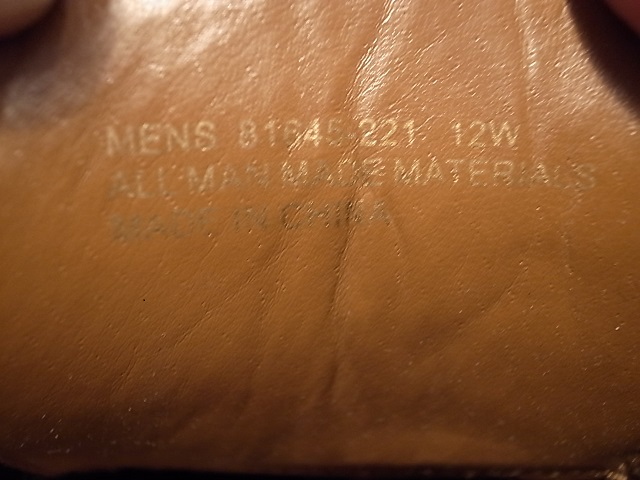 MENS 81645-221 12W
ALL MAN MADE MATERIALS
MADE IN CHINA